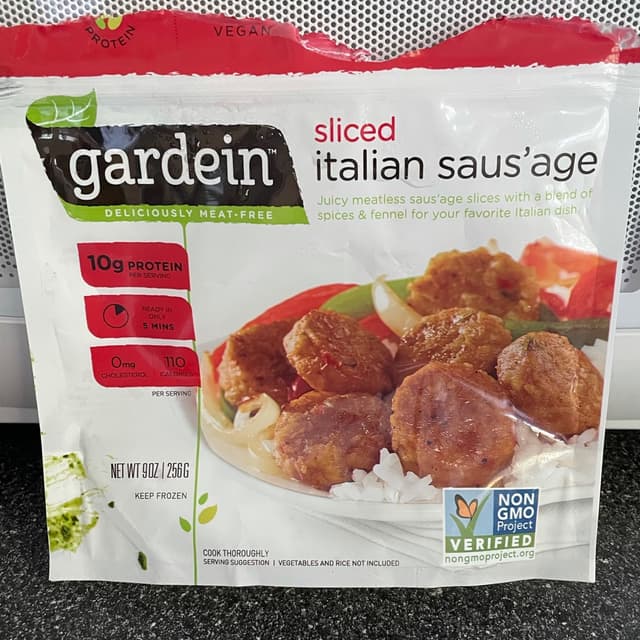 PROTEIN
VEGAN
gardein™
DELICIOUSLY MEAT-FREE
sliced
italian saus'age
Juicy meatless saus'age slices with a blend of
spices & fennel for your favorite Italian dish
10g PROTEIN
PER SERVING
READY IN
ONLY
5 MINS
0mg
CHOLESTEROL
110
CALORIES
PER SERVING
NET WT 9OZ | 256G
KEEP FROZEN
COOK THOROUGHLY
SERVING SUGGESTION | VEGETABLES AND RICE NOT INCLUDED
NON
GMO
Project
VERIFIED
nongmoproject.org